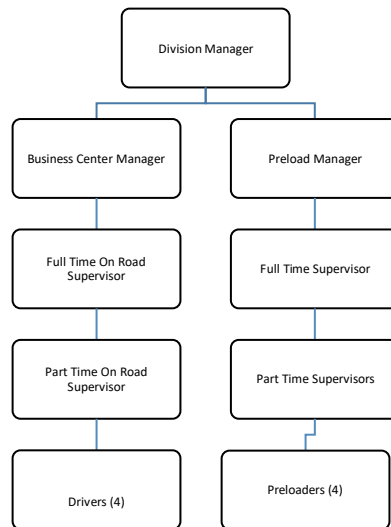 Division Manager
Business Center Manager
Preload Manager
Full Time On Road
Supervisor
Full Time Supervisor
Part Time On Road
Supervisor
Part Time Supervisors
Drivers (4)
Preloaders (4)